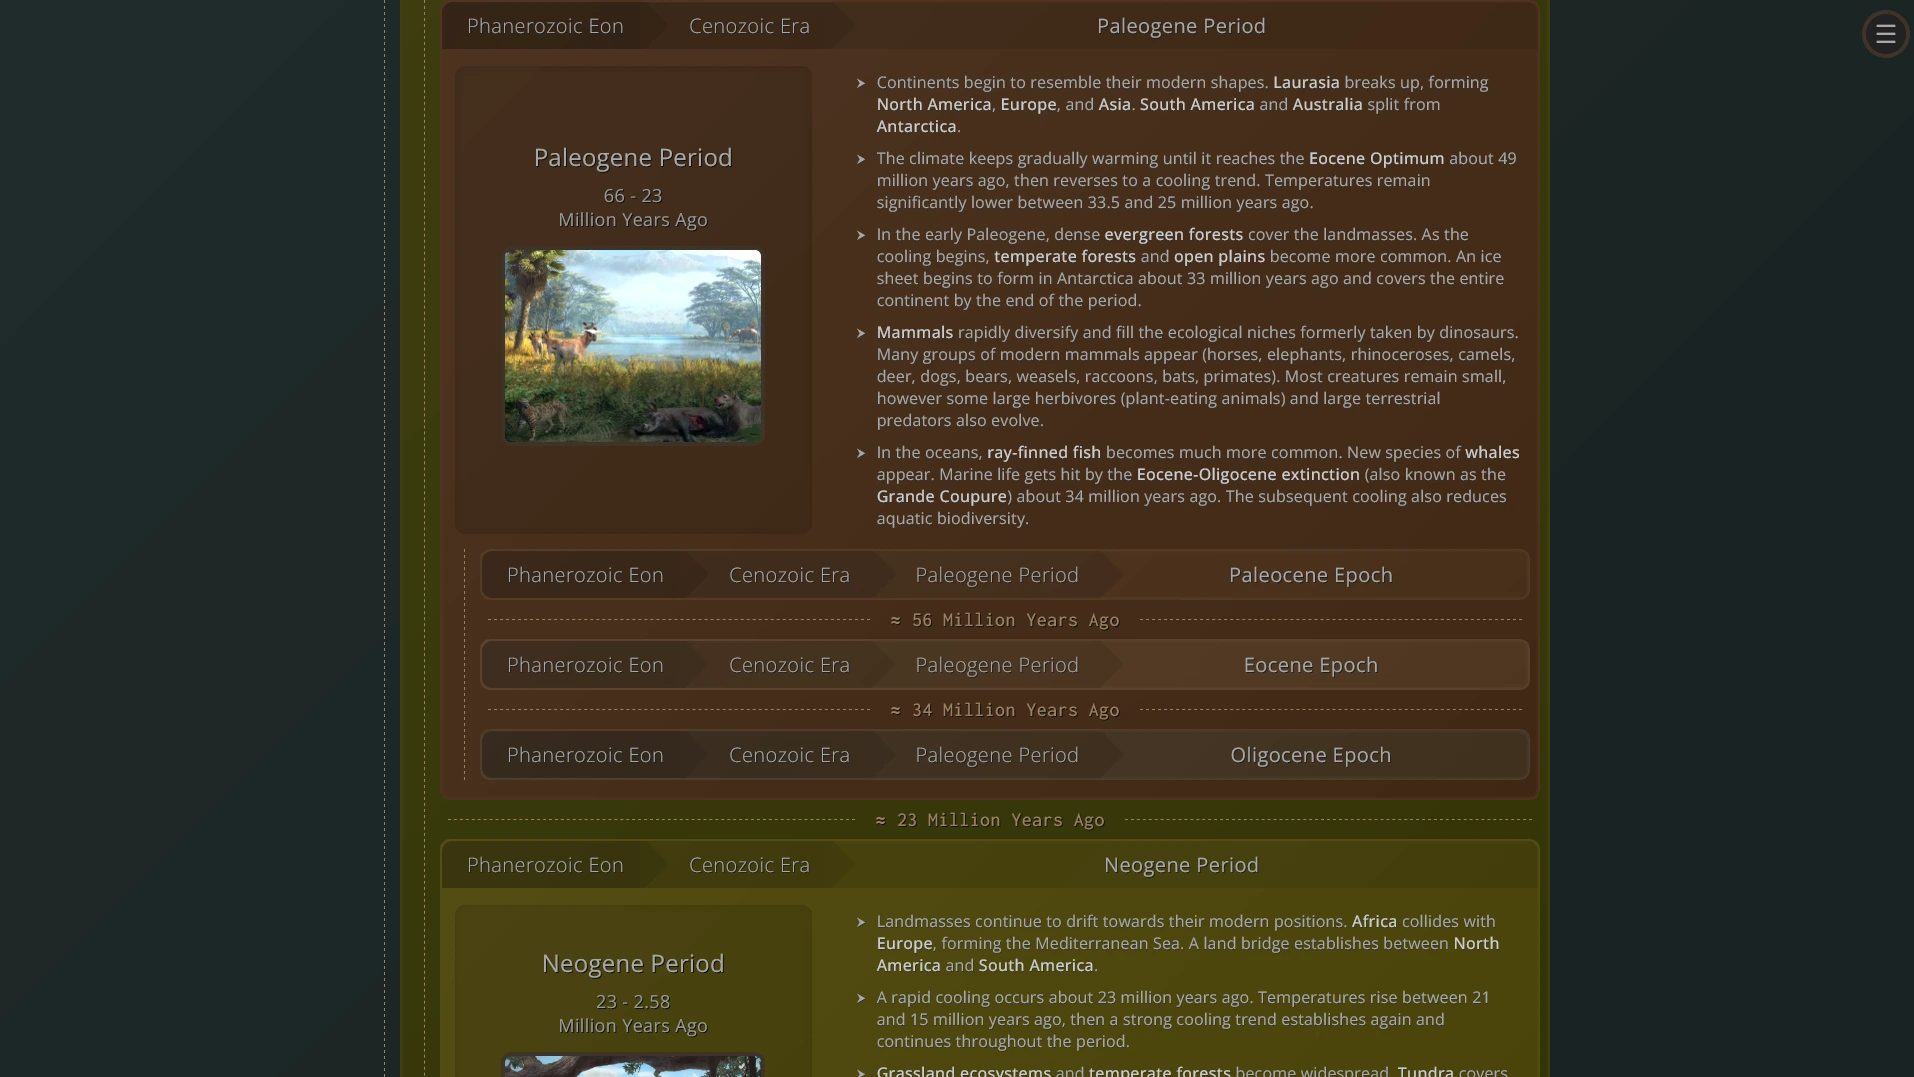 Phanerozoic Eon Cenozoic Era Paleogene Period
Paleogene Period
66 - 23
Million Years Ago
➤ Continents begin to resemble their modern shapes. Laurasia breaks up, forming
North America, Europe, and Asia. South America and Australia split from
Antarctica.
➤ The climate keeps gradually warming until it reaches the Eocene Optimum about 49
million years ago, then reverses to a cooling trend. Temperatures remain
significantly lower between 33.5 and 25 million years ago.
➤ In the early Paleogene, dense evergreen forests cover the landmasses. As the
cooling begins, temperate forests and open plains become more common. An ice
sheet begins to form in Antarctica about 33 million years ago and covers the entire
continent by the end of the period.
➤ Mammals rapidly diversify and fill the ecological niches formerly taken by dinosaurs.
Many groups of modern mammals appear (horses, elephants, rhinoceroses, camels,
deer, dogs, bears, weasels, raccoons, bats, primates). Most creatures remain small,
however some large herbivores (plant-eating animals) and large terrestrial
predators also evolve.
➤ In the oceans, ray-finned fish becomes much more common. New species of whales
appear. Marine life gets hit by the Eocene-Oligocene extinction (also known as the
Grande Coupure) about 34 million years ago. The subsequent cooling also reduces
aquatic biodiversity.
Phanerozoic Eon Cenozoic Era Paleogene Period Paleocene Epoch
≈ 56 Million Years Ago
Phanerozoic Eon Cenozoic Era Paleogene Period Eocene Epoch
≈ 34 Million Years Ago
Phanerozoic Eon Cenozoic Era Paleogene Period Oligocene Epoch
≈ 23 Million Years Ago
Phanerozoic Eon Cenozoic Era Neogene Period
Neogene Period
23 - 2.58
Million Years Ago
➤ Landmasses continue to drift towards their modern positions. Africa collides with
Europe, forming the Mediterranean Sea. A land bridge establishes between North
America and South America.
➤ A rapid cooling occurs about 23 million years ago. Temperatures rise between 21
and 15 million years ago, then a strong cooling trend establishes again and
continues throughout the period.
➤ Grassland ecosystems and temperate forests become widespread. Tundra covers